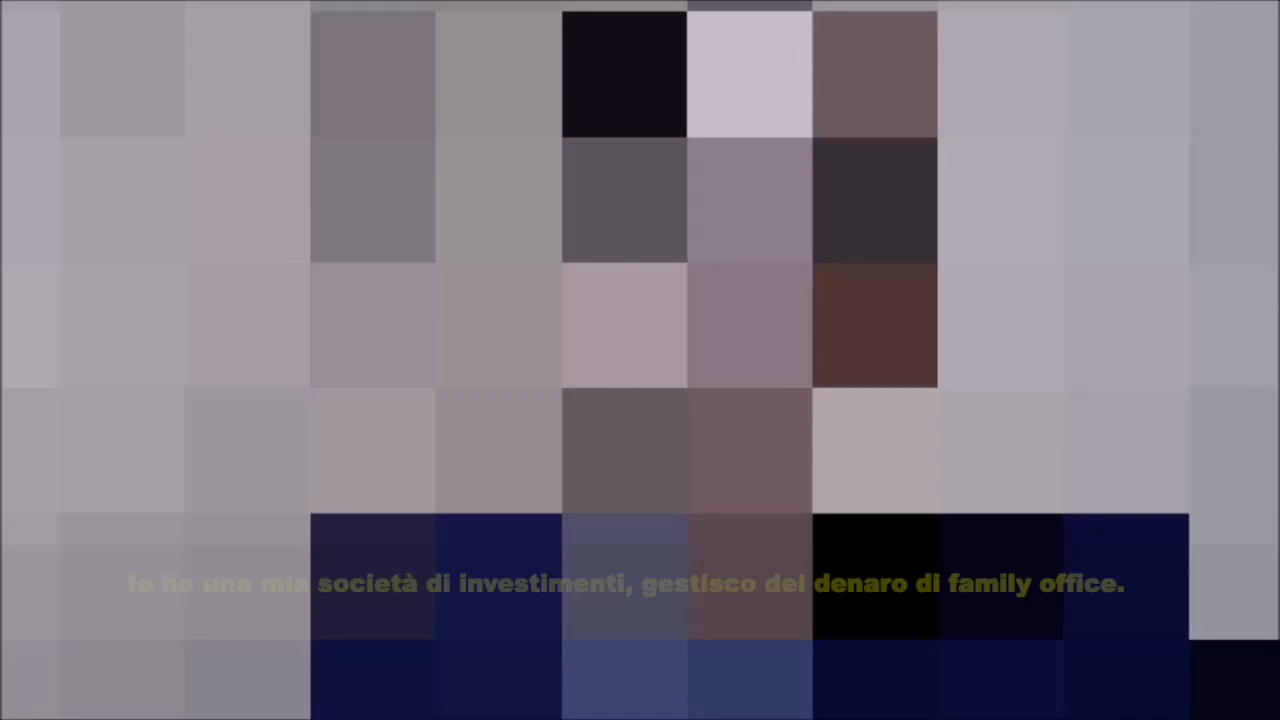 Io ho una mia società di investimenti, gestisco del denaro di family office.